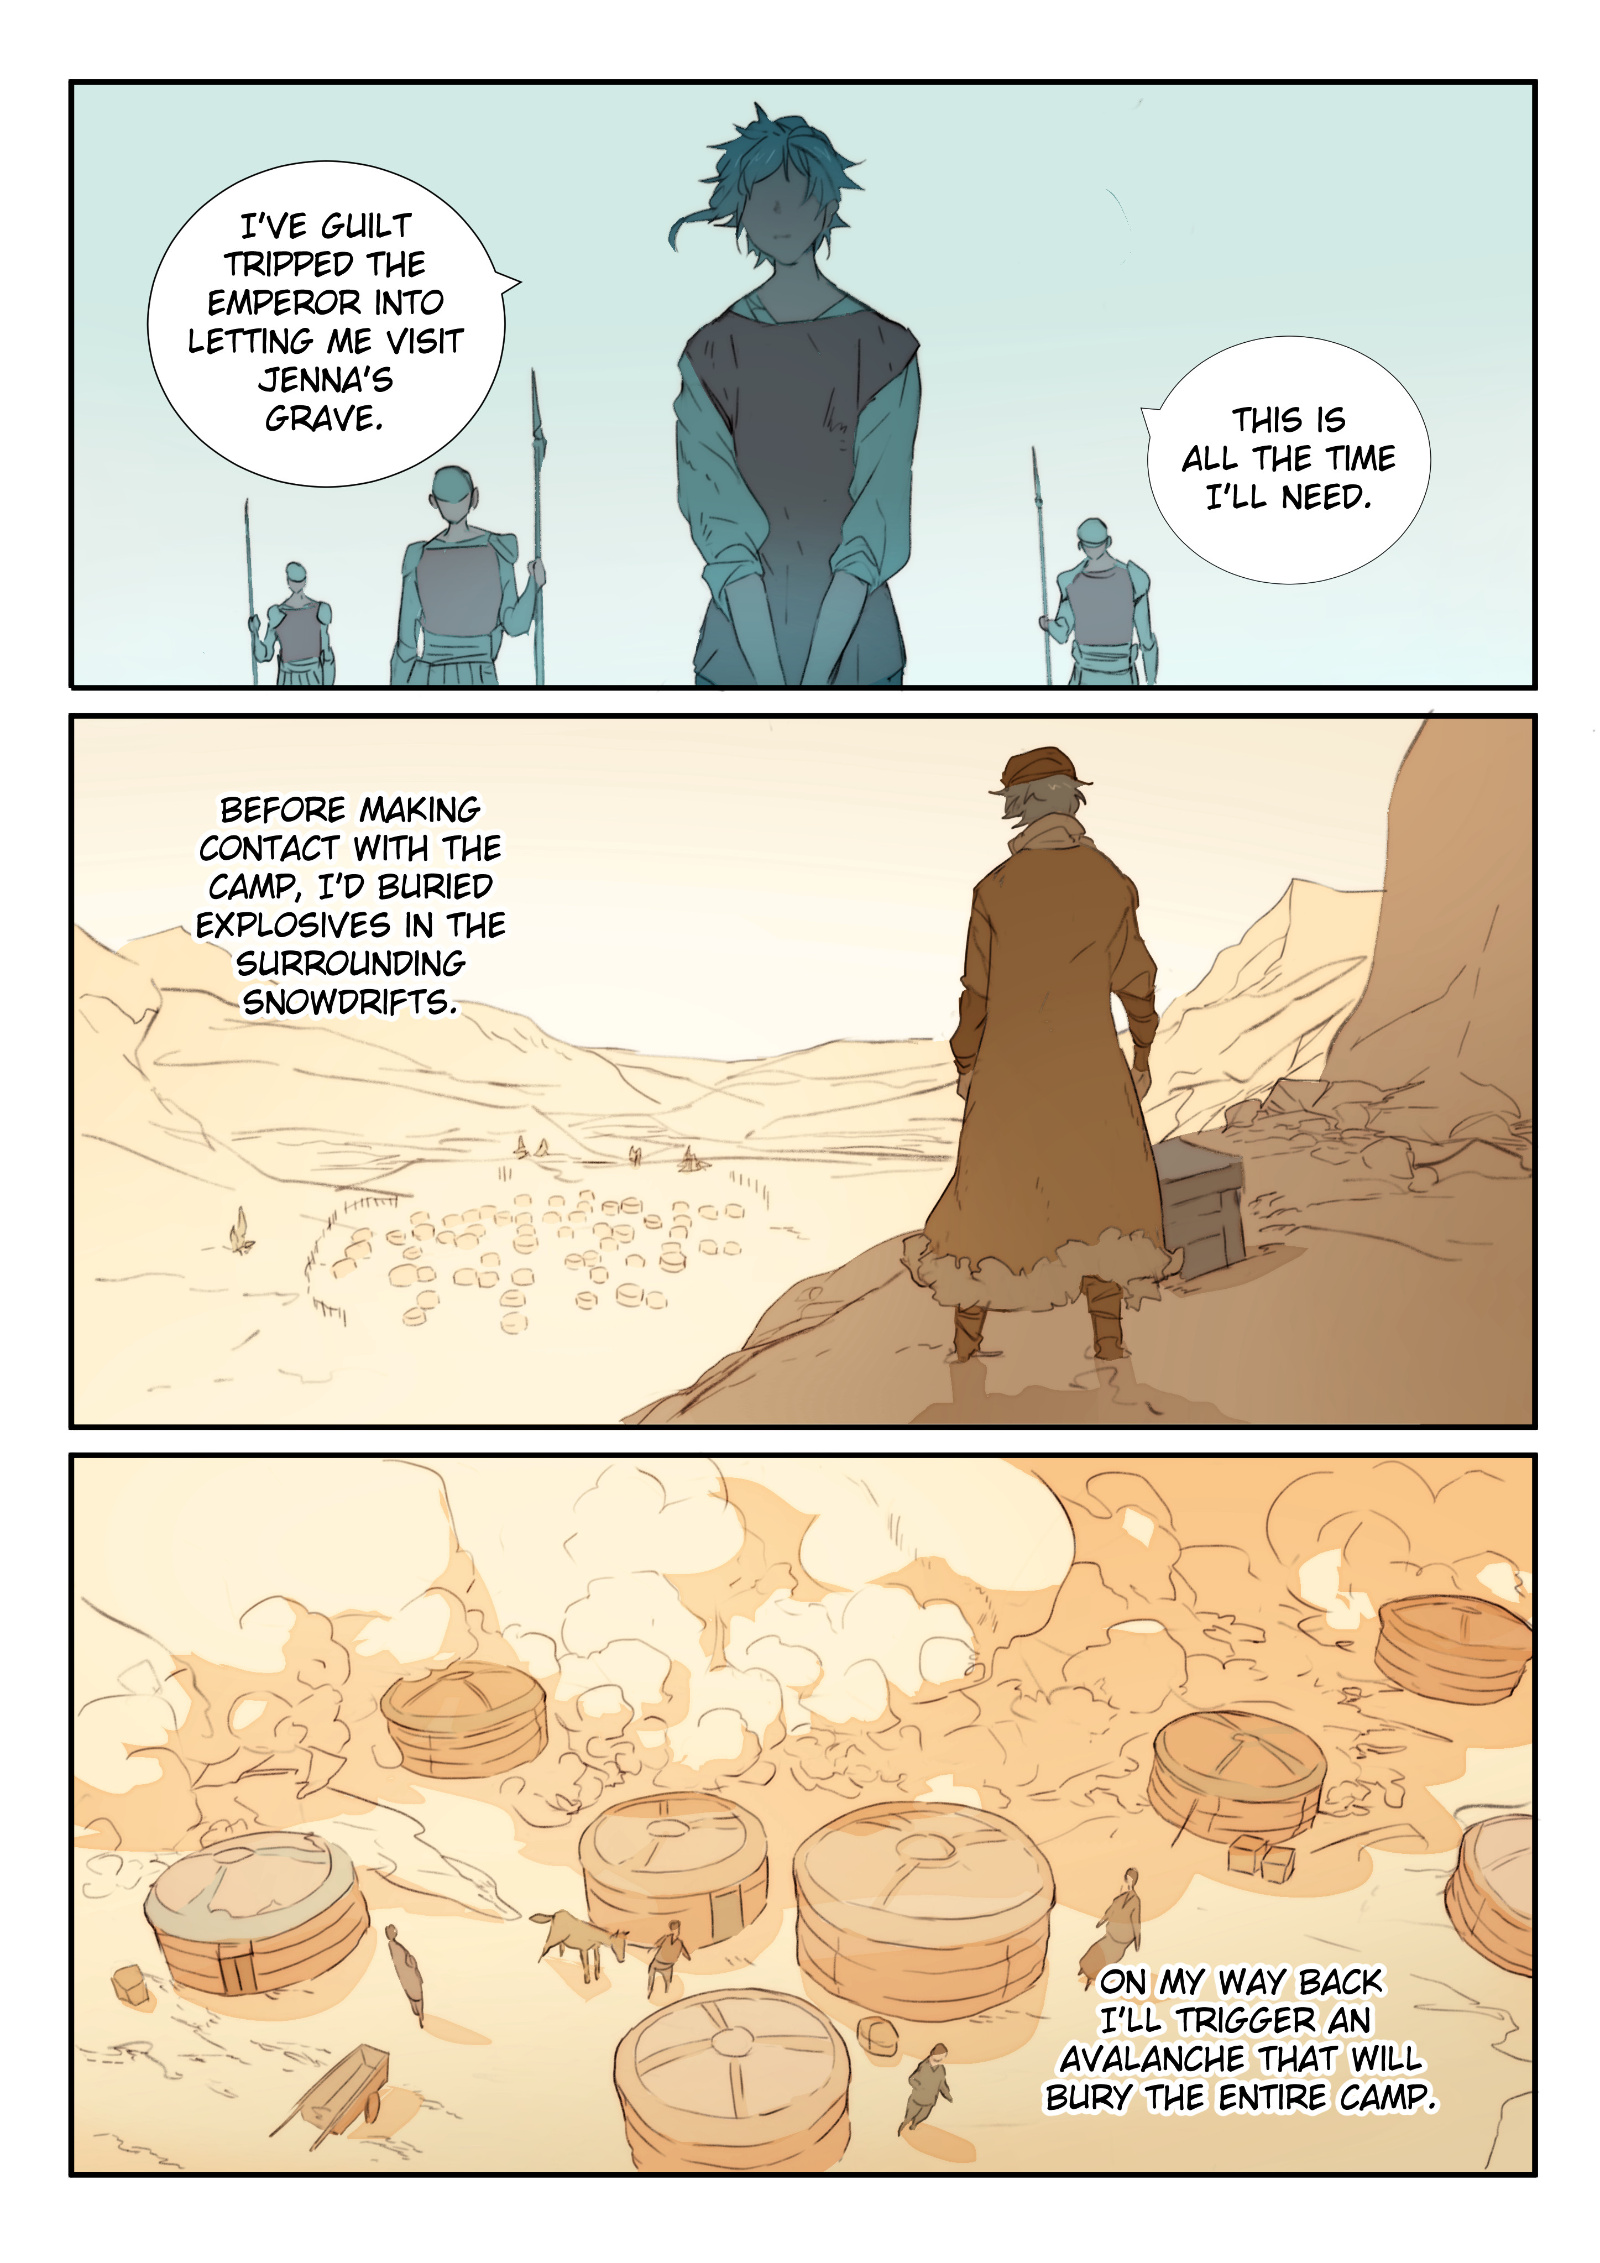 I'VE GUILT
TRIPPED THE
EMPEROR INTO
LETTING ME VISIT
JENNA'S
GRAVE.
THIS IS
ALL THE TIME
I'LL NEED.
BEFORE MAKING
CONTACT WITH THE
CAMP, I'D BURIED
EXPLOSIVES IN THE
SURROUNDING
SNOWDRIFTS.
ON MY WAY BACK
I'LL TRIGGER AN
AVALANCHE THAT WILL
BURY THE ENTIRE CAMP.